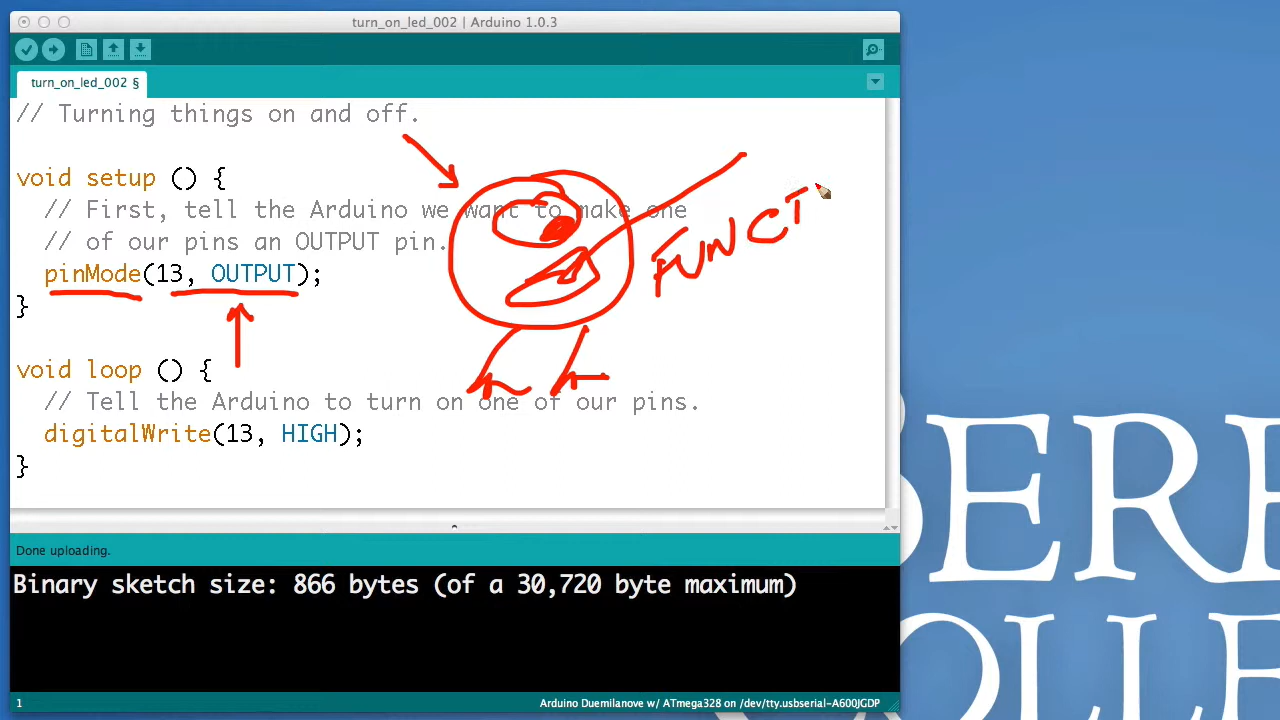 turn_on_led_002 | Arduino 1.0.3
turn_on_led_002 §
// Turning things on and off.
void setup () {
// First, tell the Arduino we want to make one
// of our pins an OUTPUT pin.
pinMode(13, OUTPUT);
}
FUNCT
void loop () {
// Tell the Arduino to turn on one of our pins.
digitalWrite(13, HIGH);
}
Done uploading.
Binary sketch size: 866 bytes (of a 30,720 byte maximum)
1
Arduino Duemilanove w/ ATmega328 on /dev/tty.usbserial-A600JGDP
SERE
OLLE